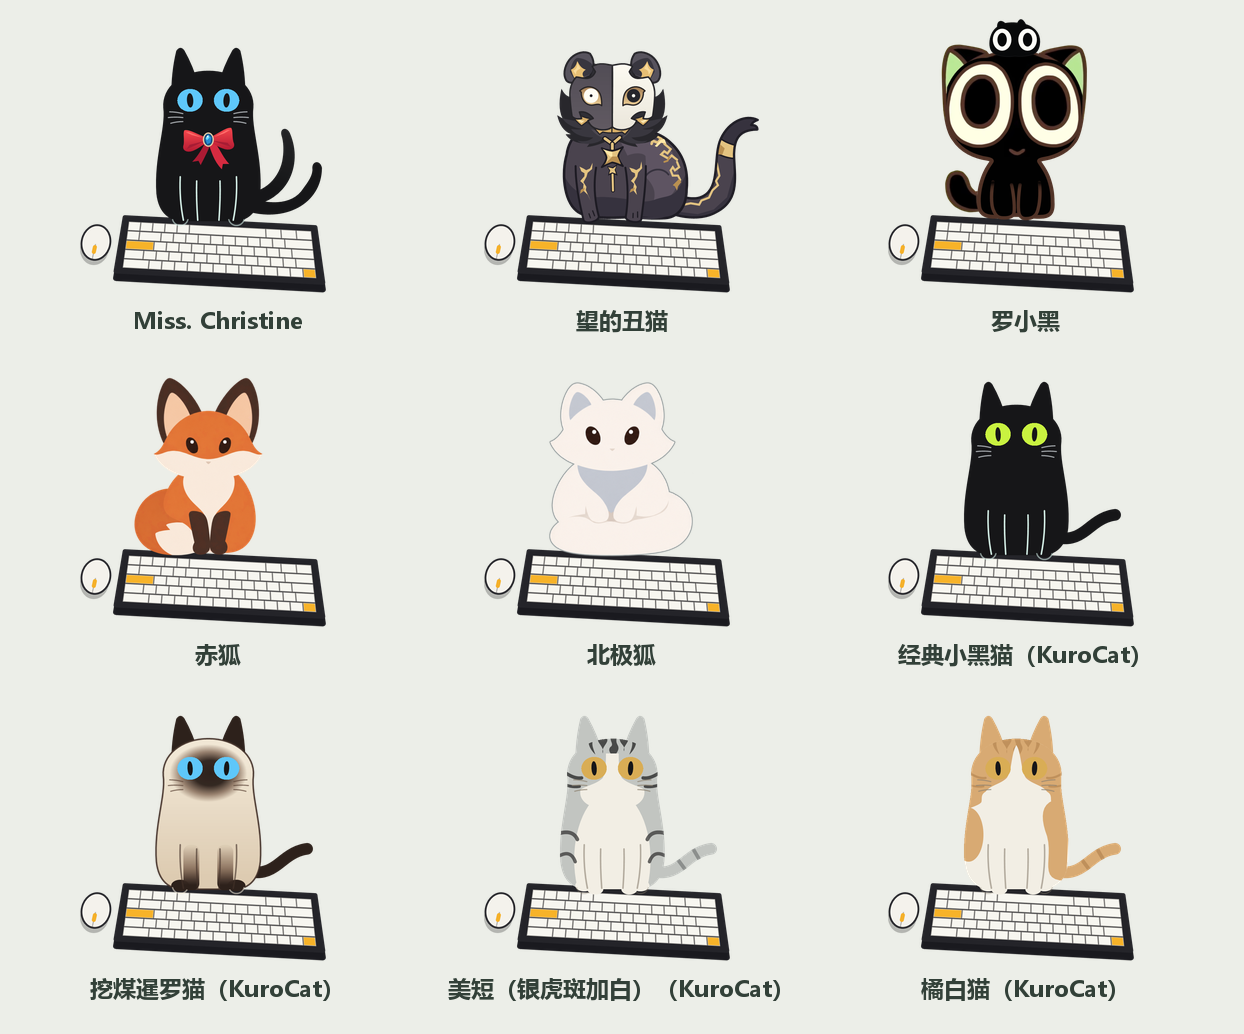 Miss. Christine
望的丑猫
罗小黑
赤狐
北极狐
经典小黑猫（KuroCat）
挖煤暹罗猫（KuroCat）
美短（银虎斑加白）（KuroCat）
橘白猫（KuroCat）